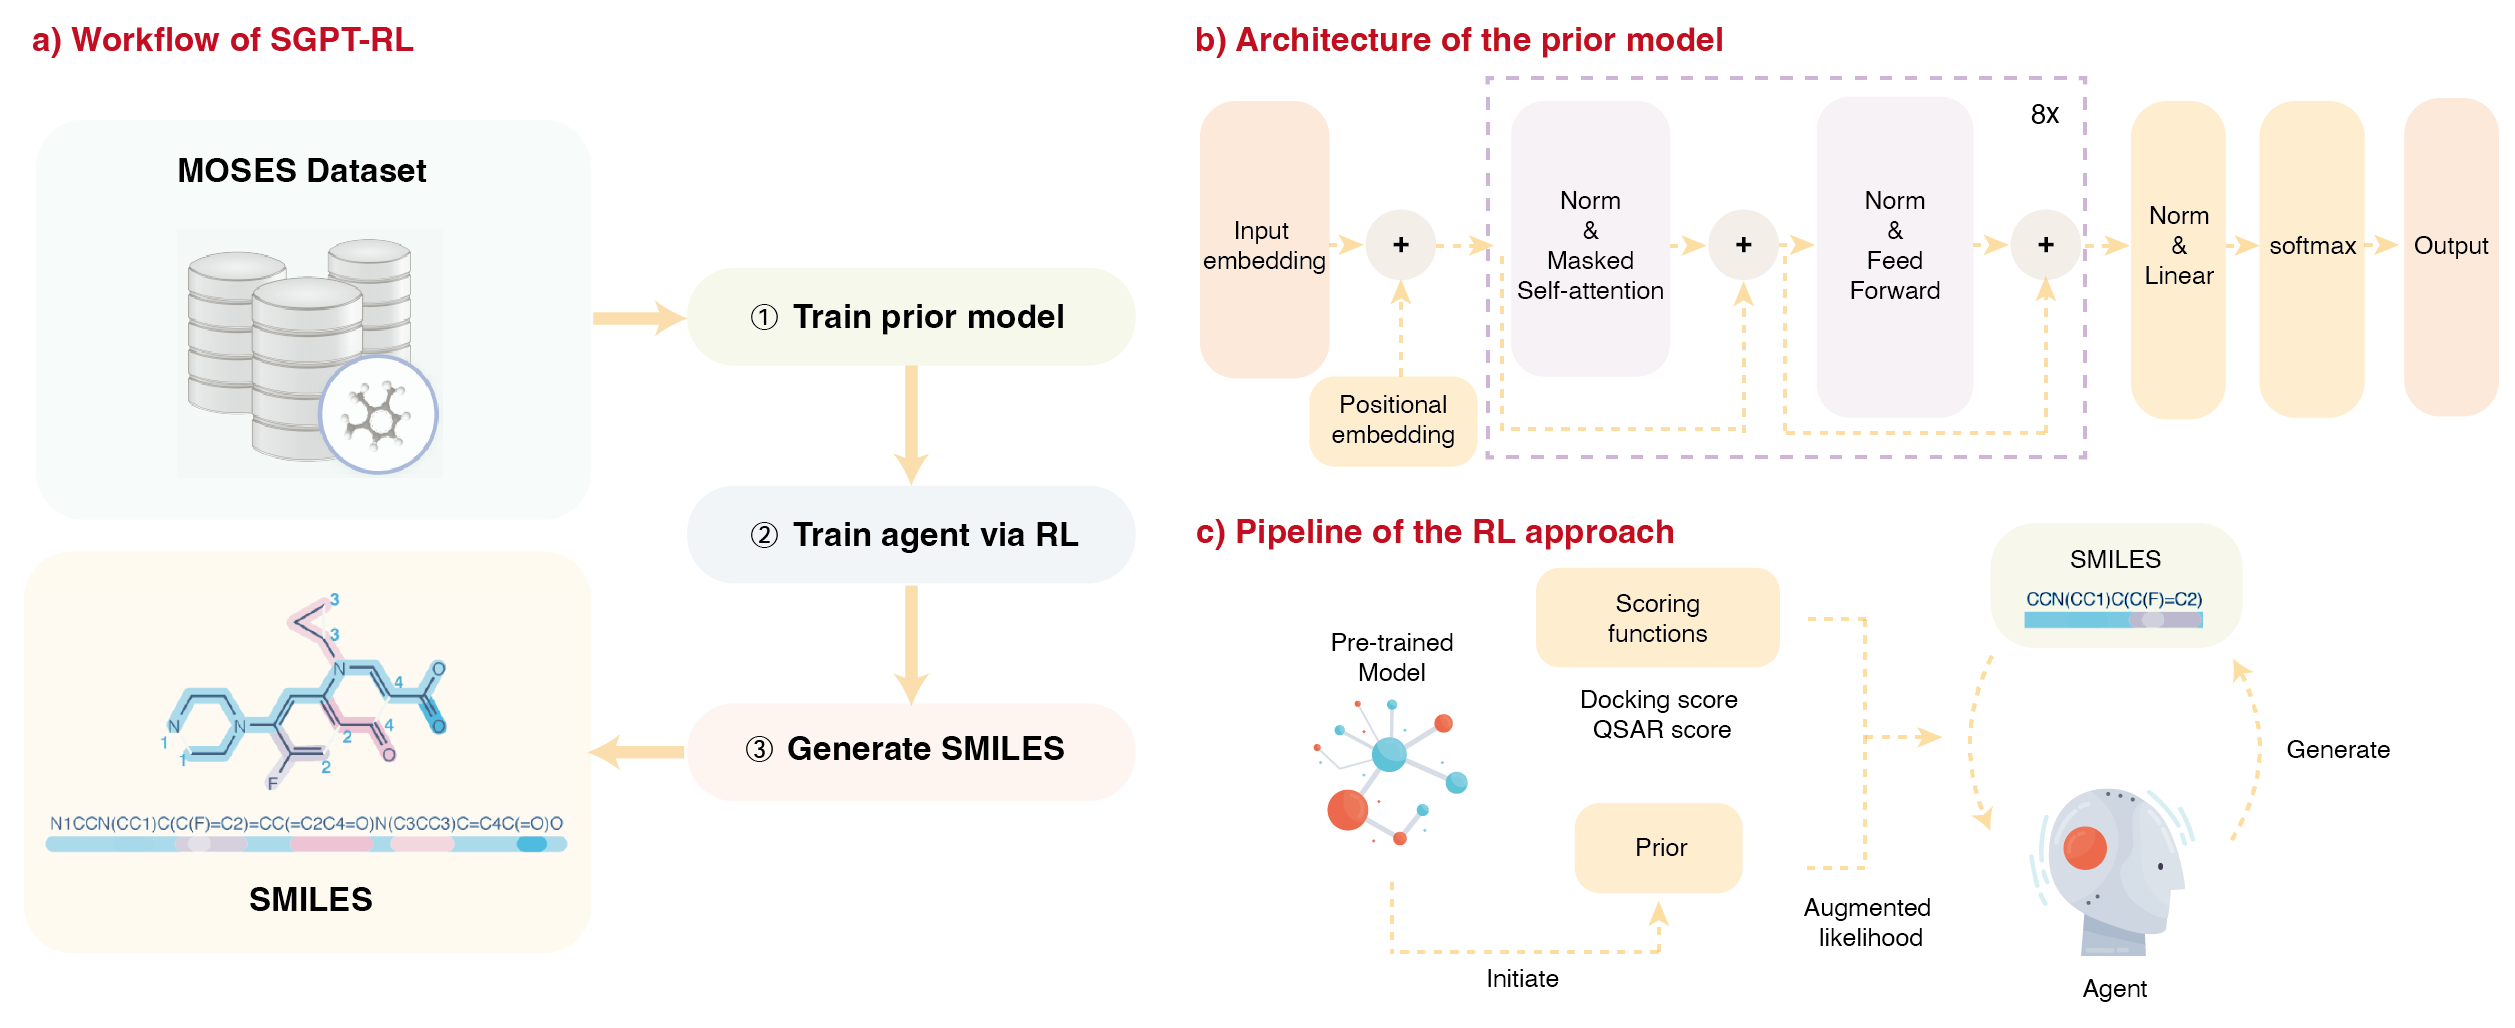 a) Workflow of SGPT-RL
MOSES Dataset
① Train prior model
② Train agent via RL
③ Generate SMILES
3
3
N
O
4
N
N
O
4
1
2
O
1
2
F
N1CCN(CC1)C(C(F)=C2)=CC(=C2C4=O)N(C3CC3)C=C4C(=O)O
SMILES
b) Architecture of the prior model
8x
Input
embedding
+
Positional
embedding
Norm
&
Masked
Self-attention
+
Norm
&
Feed
Forward
+
Norm
&
Linear
softmax
Output
c) Pipeline of the RL approach
Pre-trained
Model
Scoring
functions
Docking score
QSAR score
Prior
Initiate
Augmented
likelihood
SMILES
CCN(CC1)C(C(F)=C2)
Generate
Agent